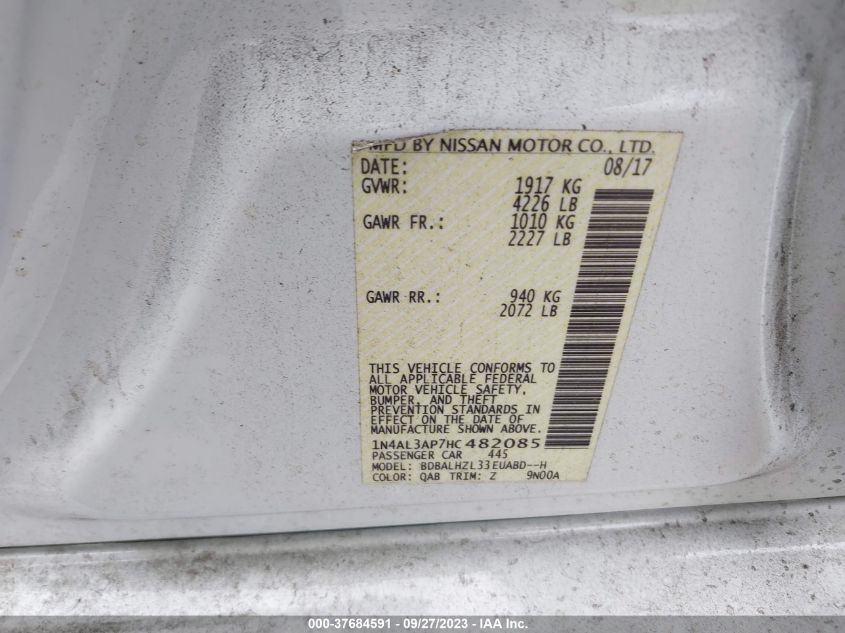 MFD BY NISSAN MOTOR CO., LTD.
DATE: 08/17
GVWR: 1917 KG
4226 LB
GAWR FR.: 1010 KG
2227 LB
GAWR RR.: 940 KG
2072 LB
THIS VEHICLE CONFORMS TO
ALL APPLICABLE FEDERAL
MOTOR VEHICLE SAFETY,
BUMPER, AND THEFT
PREVENTION STANDARDS IN
EFFECT ON THE DATE OF
MANUFACTURE SHOWN ABOVE.
1N4AL3AP7HC482085
PASSENGER CAR 445
MODEL: BDBALHZL33EUABD--H
COLOR: QAB TRIM: Z 9N00A
000-37684591 - 09/27/2023 - IAA Inc.